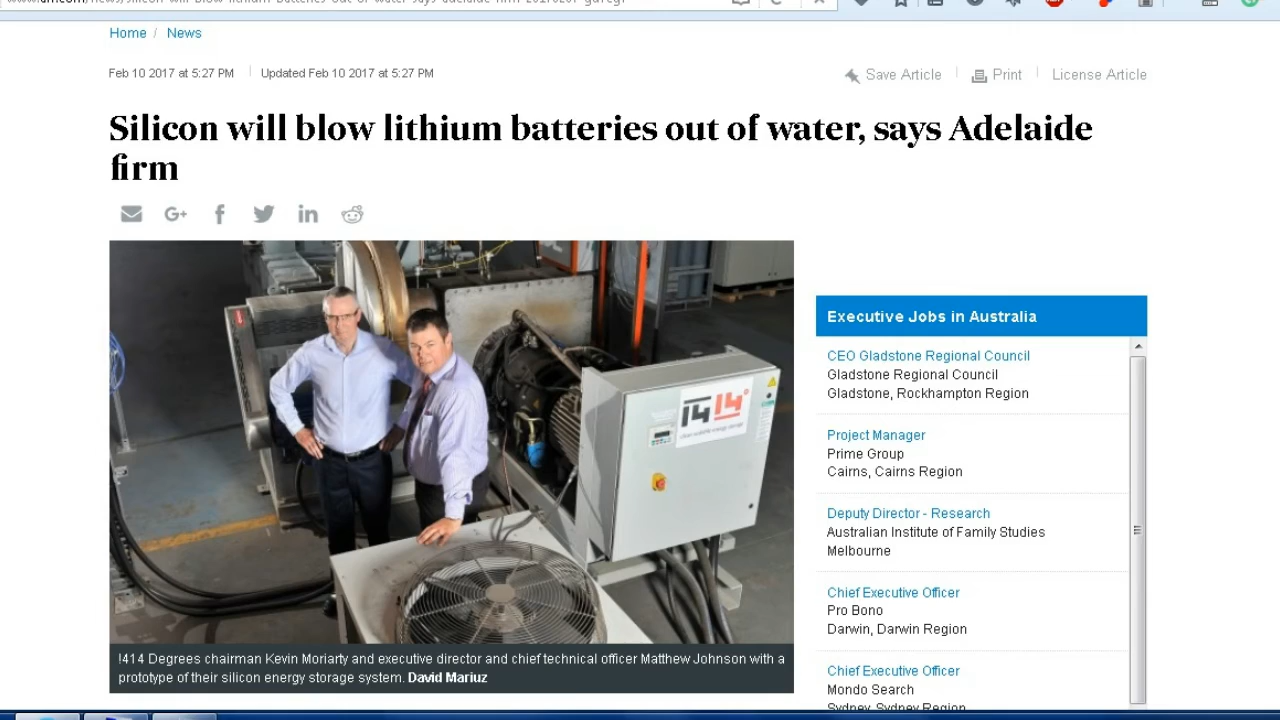 Home / News
Feb 10 2017 at 5:27 PM
Updated Feb 10 2017 at 5:27 PM
Save Article
Print
License Article
Silicon will blow lithium batteries out of water, says Adelaide
firm
G+ f in
1414°
!414 Degrees chairman Kevin Moriarty and executive director and chief technical officer Matthew Johnson with a
prototype of their silicon energy storage system. David Mariuz
Executive Jobs in Australia
CEO Gladstone Regional Council
Gladstone Regional Council
Gladstone, Rockhampton Region
Project Manager
Prime Group
Cairns, Cairns Region
Deputy Director - Research
Australian Institute of Family Studies
Melbourne
Chief Executive Officer
Pro Bono
Darwin, Darwin Region
Chief Executive Officer
Mondo Search
Sydney, Sydney Region